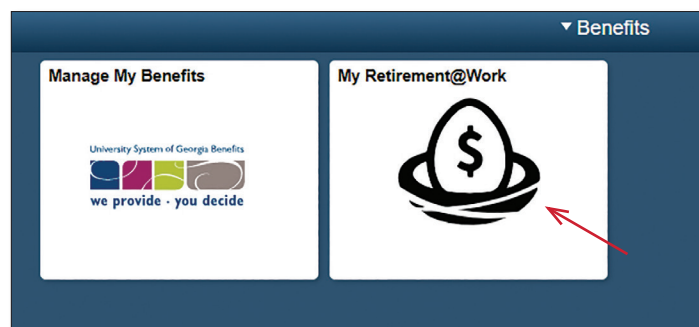 Benefits
Manage My Benefits
My Retirement@Work
University System of Georgia Benefits
we provide · you decide
$